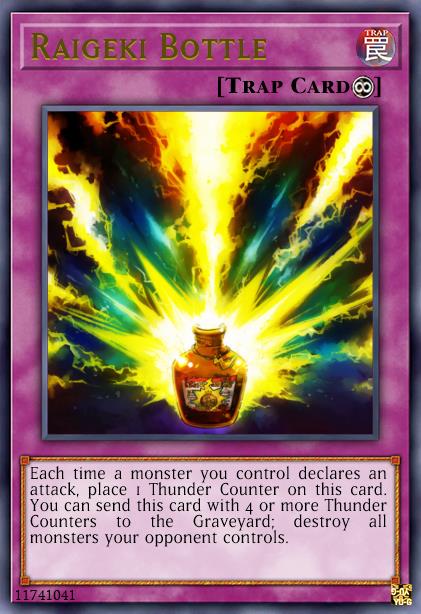 Raigeki Bottle
TRAP
罠
[Trap Card]
Each time a monster you control declares an
attack, place 1 Thunder Counter on this card.
You can send this card with 4 or more Thunder
Counters to the Graveyard; destroy all
monsters your opponent controls.
11741041